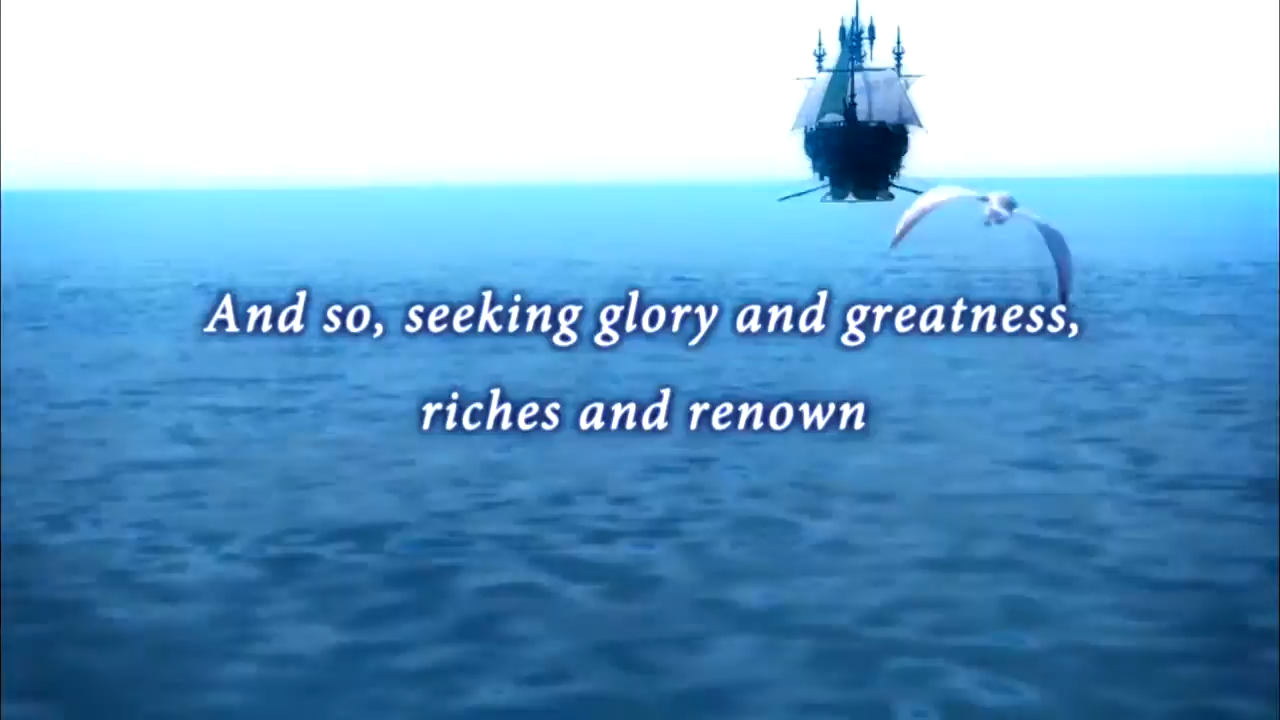 And so, seeking glory and greatness,
riches and renown